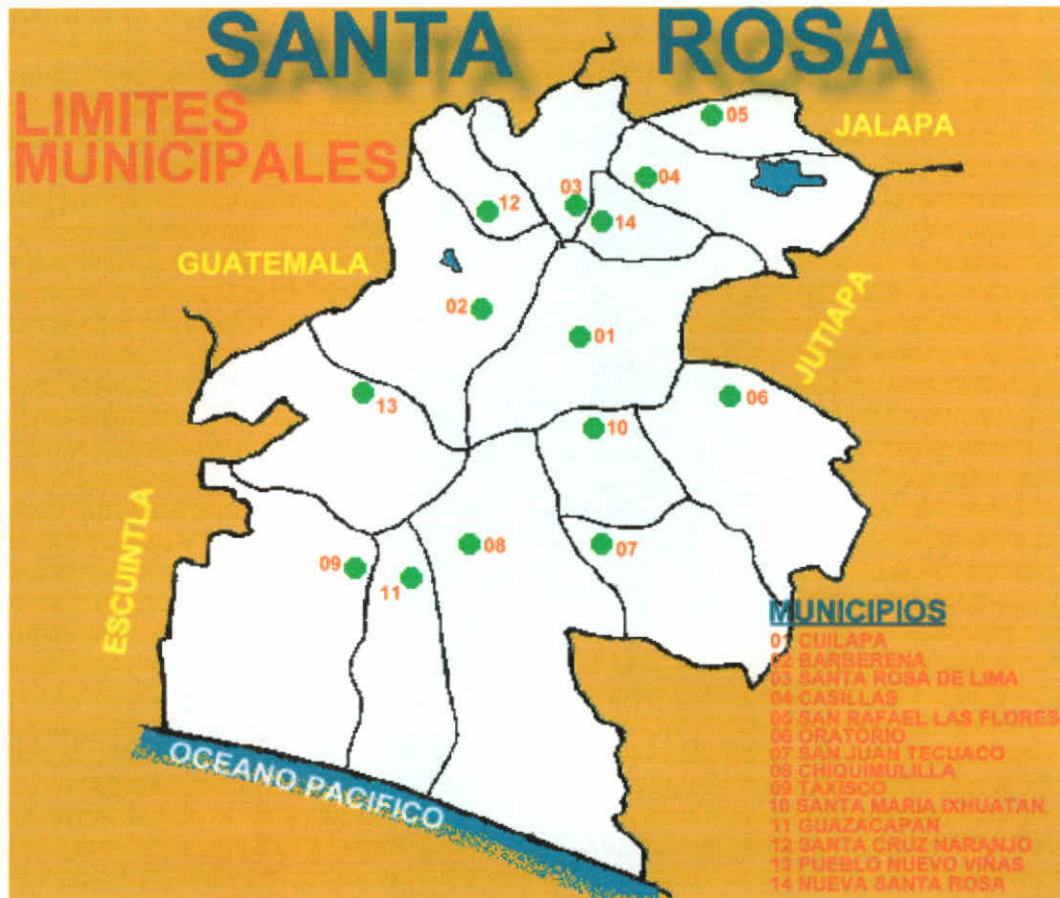 SANTA ROSA
LIMITES
MUNICIPALES
JALAPA
GUATEMALA
JUTIAPA
ESCUINTLA
OCEANO PACIFICO
05
04
03
12
14
02
01
13
06
10
08
07
09
11
MUNICIPIOS
01 CUILAPA
02 BARBERENA
03 SANTA ROSA DE LIMA
04 CASILLAS
05 SAN RAFAEL LAS FLORES
06 ORATORIO
07 SAN JUAN TECUACO
08 CHIQUIMULILLA
09 TAXISCO
10 SANTA MARIA IXHUATAN
11 GUAZACAPAN
12 SANTA CRUZ NARANJO
13 PUEBLO NUEVO VIÑAS
14 NUEVA SANTA ROSA